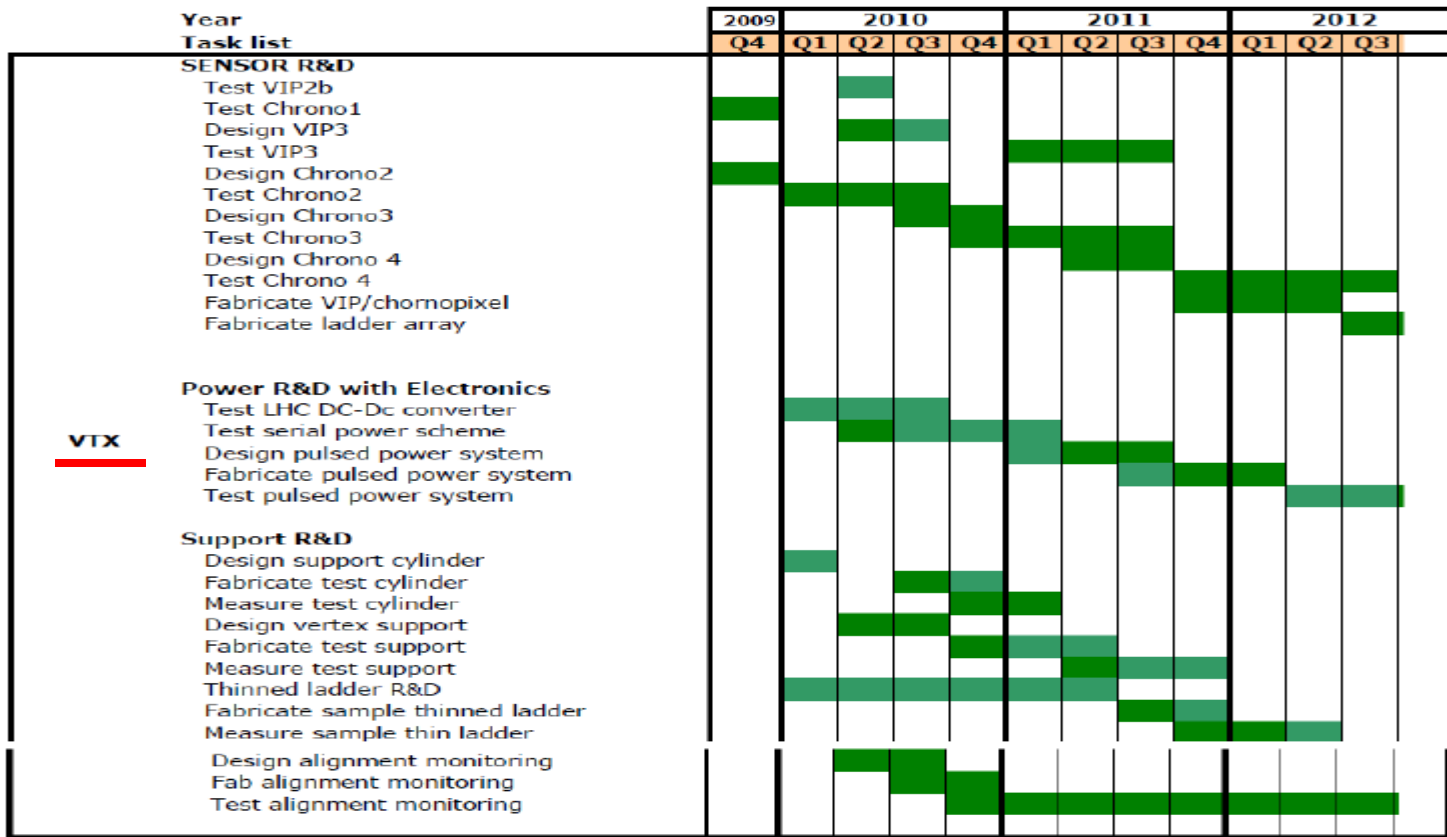 Year 2009 2010 2011 2012
Task list Q4 Q1 Q2 Q3 Q4 Q1 Q2 Q3 Q4 Q1 Q2 Q3
SENSOR R&D
Test VIP2b
Test Chrono1
Design VIP3
Test VIP3
Design Chrono2
Test Chrono2
Design Chrono3
Test Chrono3
Design Chrono 4
Test Chrono 4
Fabricate VIP/chornopixel
Fabricate ladder array
Power R&D with Electronics
Test LHC DC-Dc converter
VTX
Test serial power scheme
Design pulsed power system
Fabricate pulsed power system
Test pulsed power system
Support R&D
Design support cylinder
Fabricate test cylinder
Measure test cylinder
Design vertex support
Fabricate test support
Measure test support
Thinned ladder R&D
Fabricate sample thinned ladder
Measure sample thin ladder
Design alignment monitoring
Fab alignment monitoring
Test alignment monitoring